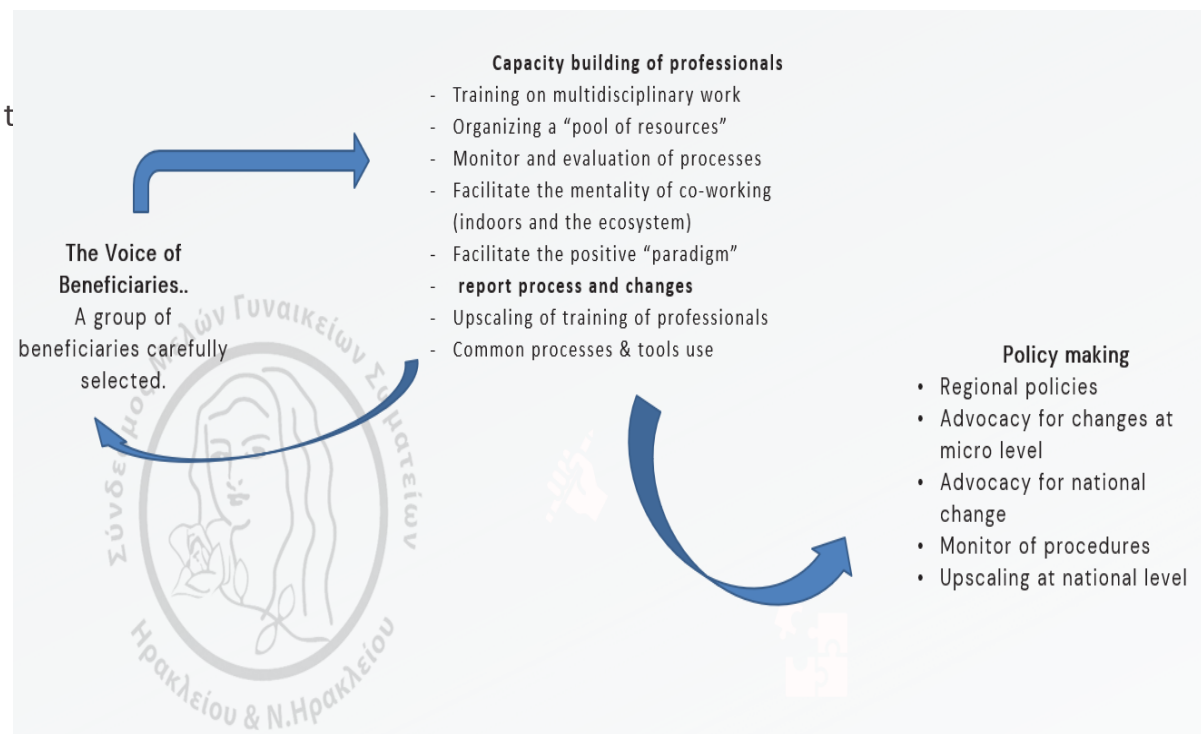 t
Capacity building of professionals
- Training on multidisciplinary work
- Organizing a “pool of resources”
- Monitor and evaluation of processes
- Facilitate the mentality of co-working
(indoors and the ecosystem)
- Facilitate the positive “paradigm”
- report process and changes
- Upscaling of training of professionals
- Common processes & tools use
The Voice of
Beneficiaries..
A group of
beneficiaries carefully
selected.
Policy making
• Regional policies
• Advocacy for changes at
micro level
• Advocacy for national
change
• Monitor of procedures
• Upscaling at national level
Σύνδεσμος Μελών Γυναικείων Σωματείων
Ηρακλείου & Ν.Ηρακλείου